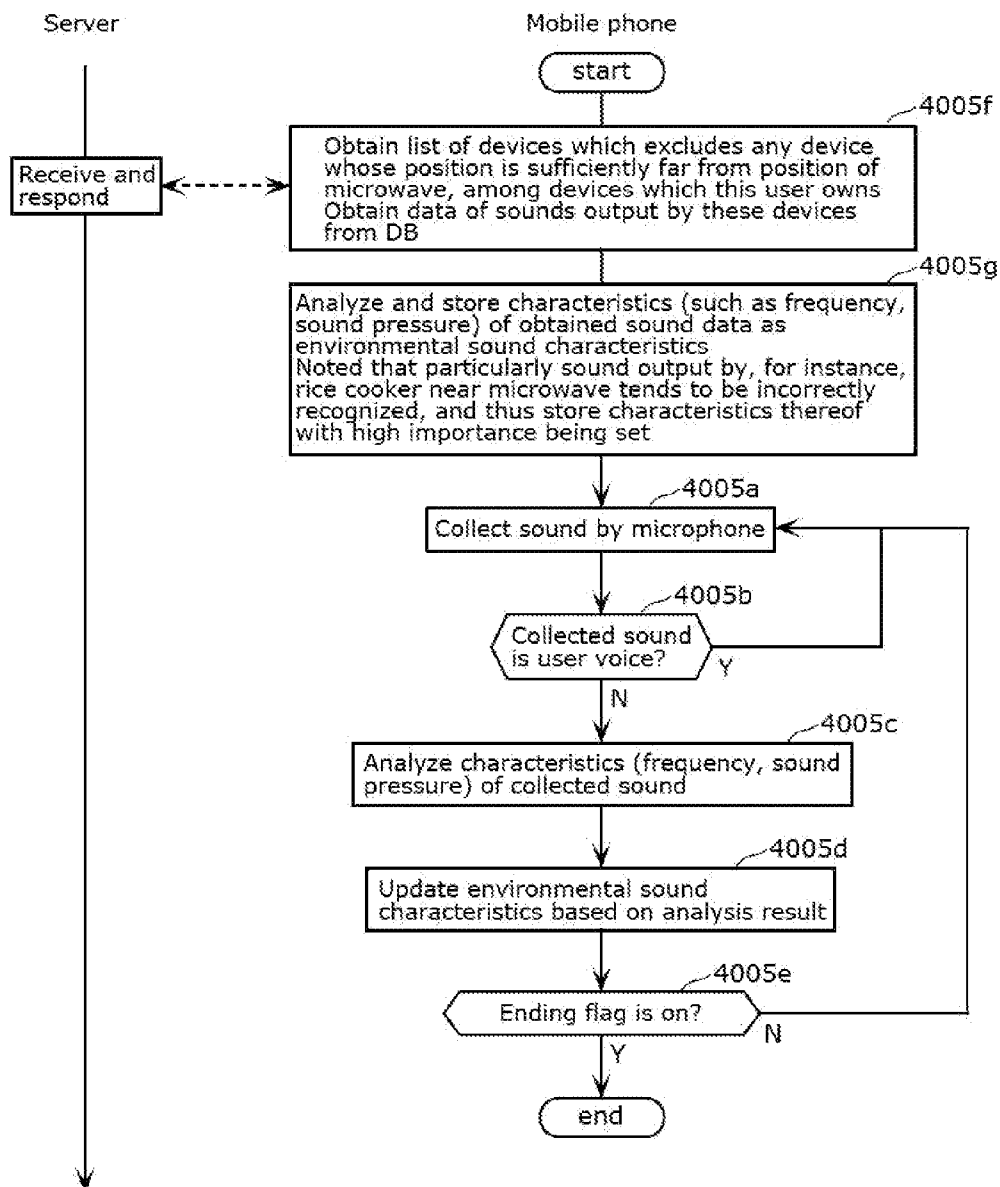 Server
Mobile phone
start
4005f
Obtain list of devices which excludes any device
whose position is sufficiently far from position of
microwave, among devices which this user owns
Obtain data of sounds output by these devices
from DB
Receive and
respond
4005g
Analyze and store characteristics (such as frequency,
sound pressure) of obtained sound data as
environmental sound characteristics
Noted that particularly sound output by, for instance,
rice cooker near microwave tends to be incorrectly
recognized, and thus store characteristics thereof
with high importance being set
4005a
Collect sound by microphone
4005b
Collected sound
is user voice?
Y
N
4005c
Analyze characteristics (frequency, sound
pressure) of collected sound
4005d
Update environmental sound
characteristics based on analysis result
4005e
Ending flag is on?
N
Y
end